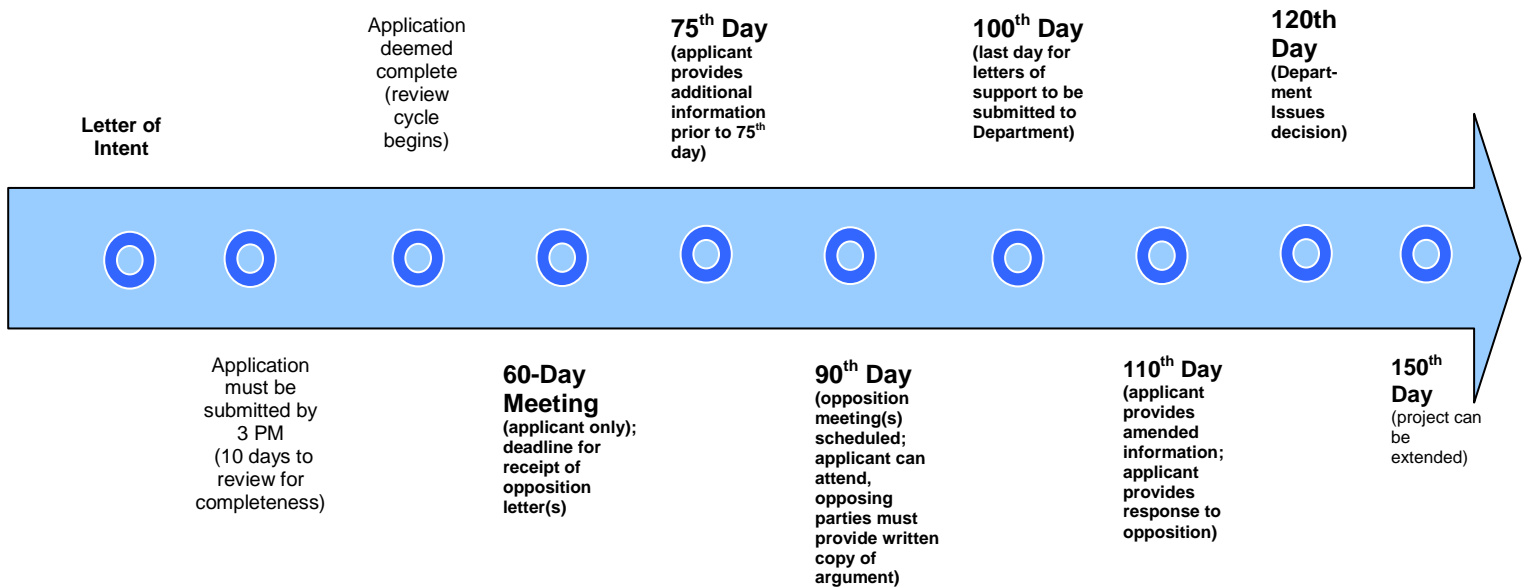 Letter of
Intent
Application
must be
submitted by
3 PM
(10 days to
review for
completeness)
Application
deemed
complete
(review
cycle
begins)
60-Day
Meeting
(applicant only);
deadline for
receipt of
opposition
letter(s)
75th Day
(applicant
provides
additional
information
prior to 75th
day)
90th Day
(opposition
meeting(s)
scheduled;
applicant can
attend,
opposing
parties must
provide written
copy of
argument)
100th Day
(last day for
letters of
support to be
submitted to
Department)
110th Day
(applicant
provides
amended
information;
applicant
provides
response to
opposition)
120th
Day
(Depart-
ment
Issues
decision)
150th
Day
(project can
be
extended)